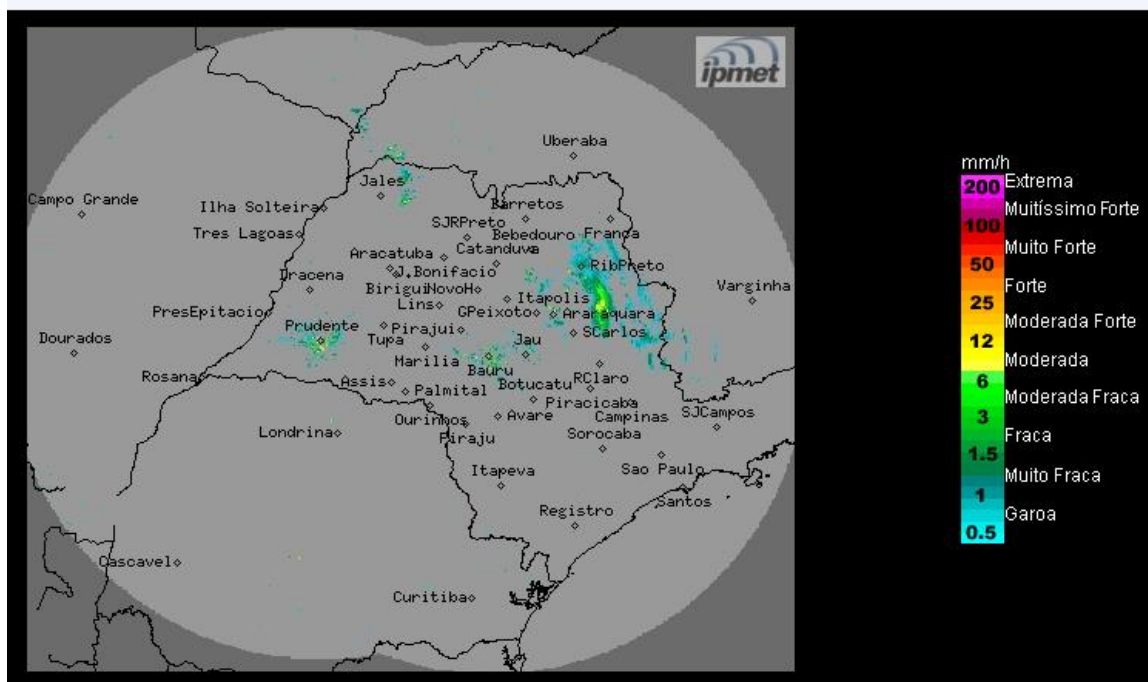 ipmet
Uberaba
Campo Grande
Jales
Ilha Solteira
Barretos
Tres Lagoas
SJRPreto
Bebedouro
Franca
Aracatuba
Catanduva
RibPreto
Dracena
J.Bonifacio
Birigui
NovoH
Varginha
Itapolis
Lins
PresEpitacio
GPeixoto
Araraquara
Prudente
Pirajui
SCarlos
Dourados
Tupa
Jau
Marilia
Bauru
Rosana
Assis
RClaro
Botucatu
Palmital
Piracicaba
Ourinhos
Avare
Campinas
SJCampos
Londrina
Piraju
Sorocaba
Itapeva
Sao Paulo
Santos
Registro
Cascavel
Curitiba
mm/h
200 Extrema
Muitíssimo Forte
100
Muito Forte
50
Forte
25
Moderada Forte
12
Moderada
6
Moderada Fraca
3
Fraca
1.5
Muito Fraca
1
Garoa
0.5